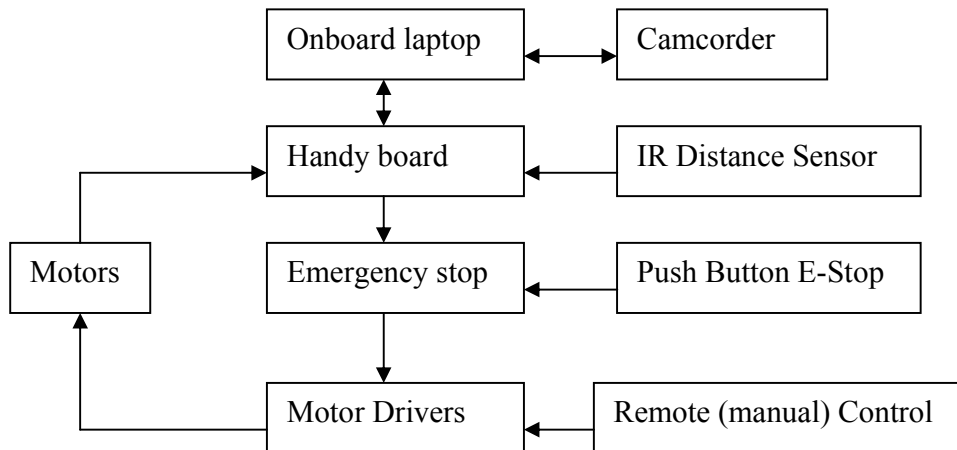 Onboard laptop
Camcorder
Handy board
IR Distance Sensor
Motors
Emergency stop
Push Button E-Stop
Motor Drivers
Remote (manual) Control